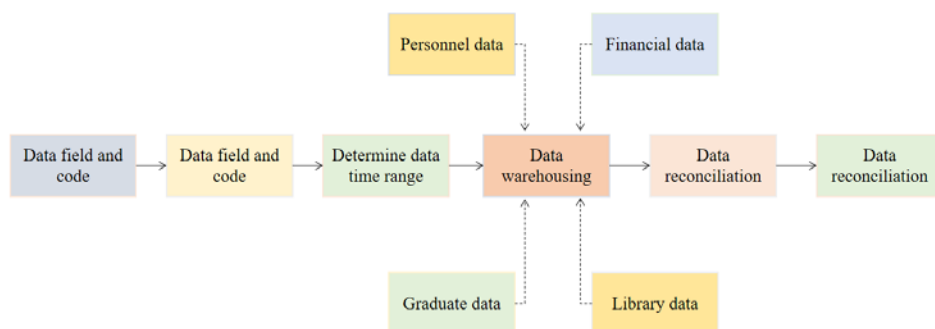 Personnel data
Financial data
Data field and
code
Data field and
code
Determine data
time range
Data
warehousing
Data
reconciliation
Data
reconciliation
Graduate data
Library data